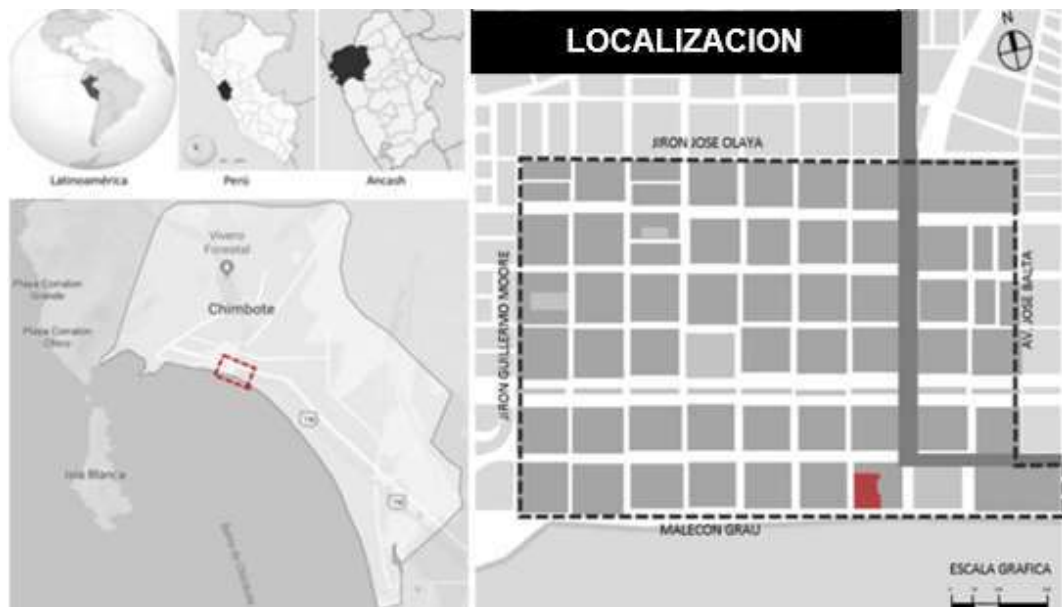 LOCALIZACION
N
Latinoamérica
Perú
Ancash
JIRON JOSE OLAYA
JIRON GUILLERMO MOORE
AV. JOSE BALTA
MALECON GRAU
ESCALA GRAFICA
Vivero
Forestal
Chimbote
Playa Corralon
Grande
Playa Corralon
Chico
Isla Blanca